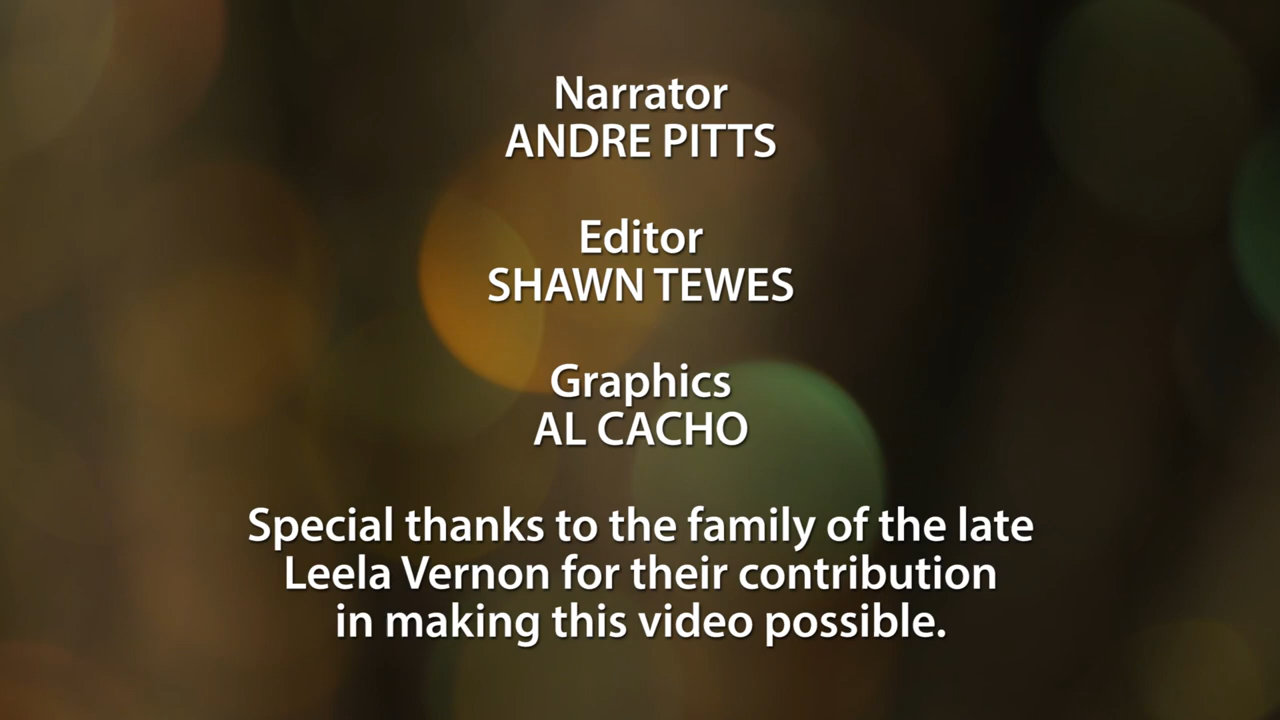 Narrator
ANDRE PITTS
Editor
SHAWN TEWES
Graphics
AL CACHO
Special thanks to the family of the late
Leela Vernon for their contribution
in making this video possible.